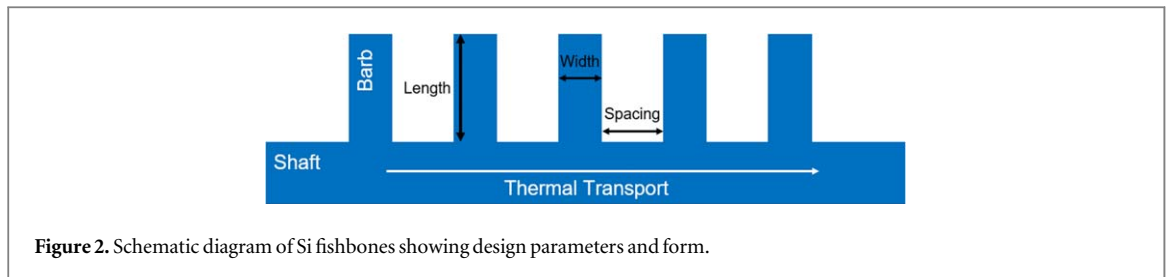 Barb
Length
Width
Spacing
Shaft
Thermal Transport
Figure 2. Schematic diagram of Si fishbones showing design parameters and form.